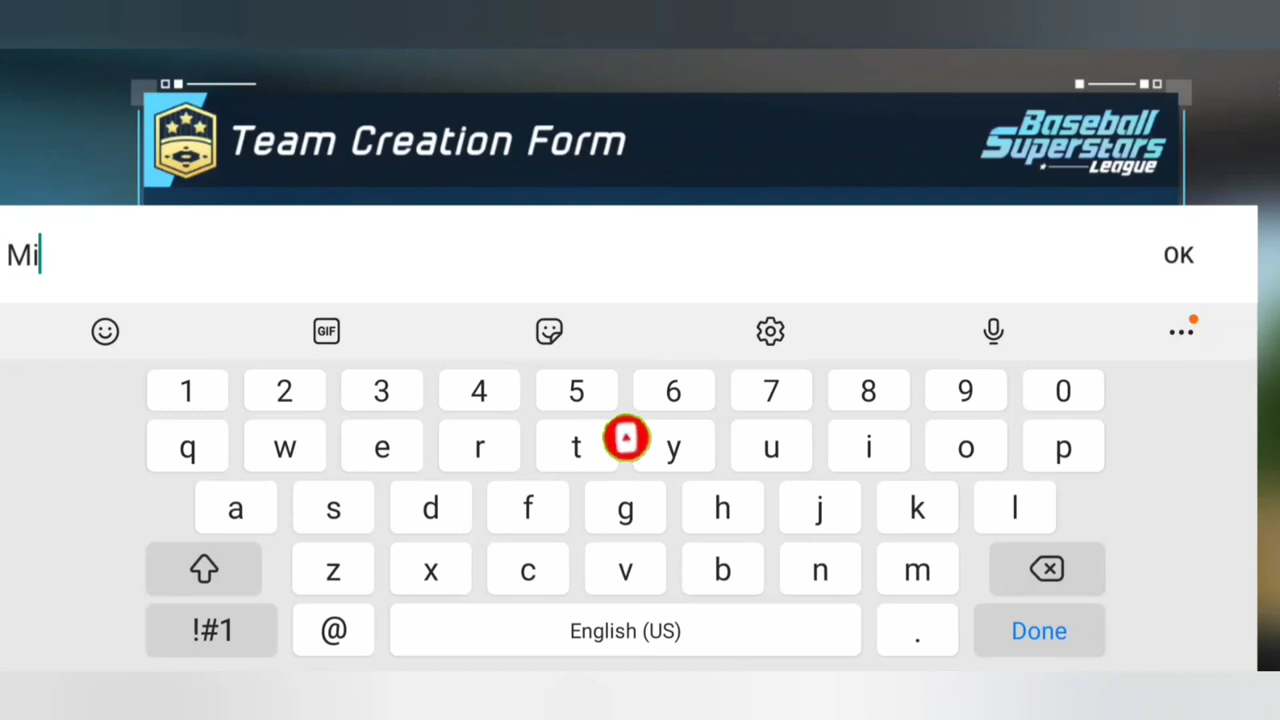 Team Creation Form
Baseball
Superstars
League
Mi
OK
GIF
1 2 3 4 5 6 7 8 9 0
q w e r t y u i o p
a s d f g h j k l
z x c v b n m
!#1 @ English (US) . Done